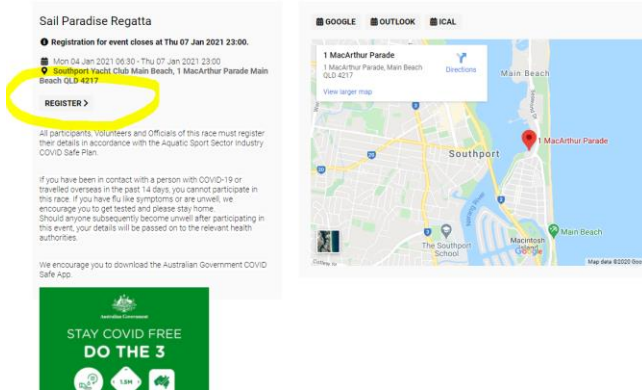 Sail Paradise Regatta
Registration for event closes at Thu 07 Jan 2021 23:00.
Mon 04 Jan 2021 06:30 - Thu 07 Jan 2021 23:00
Southport Yacht Club Main Beach, 1 MacArthur Parade Main
Beach QLD 4217
REGISTER >
All participants, Volunteers and Officials of this race must register
their details in accordance with the Aquatic Sport Sector Industry
COVID Safe Plan.
If you have been in contact with a person with COVID-19 or
travelled overseas in the past 14 days, you cannot participate in
this race. If you have flu like symptoms or are unwell, we
encourage you to get tested and please stay home.
Should anyone subsequently become unwell after participating in
this event, your details will be passed on to the relevant health
authorities.
We encourage you to download the Australian Government COVID
Safe App.
Australian Government
STAY COVID FREE
DO THE 3
1.5M
GOOGLE OUTLOOK ICAL
1 MacArthur Parade
1 MacArthur Parade, Main Beach
QLD 4217
Directions
View larger map
Main Beach
1 MacArthur Parade
Southport
The Southport
School
Macintosh
Island
Main Beach
Google
Map data ©2020 Goo